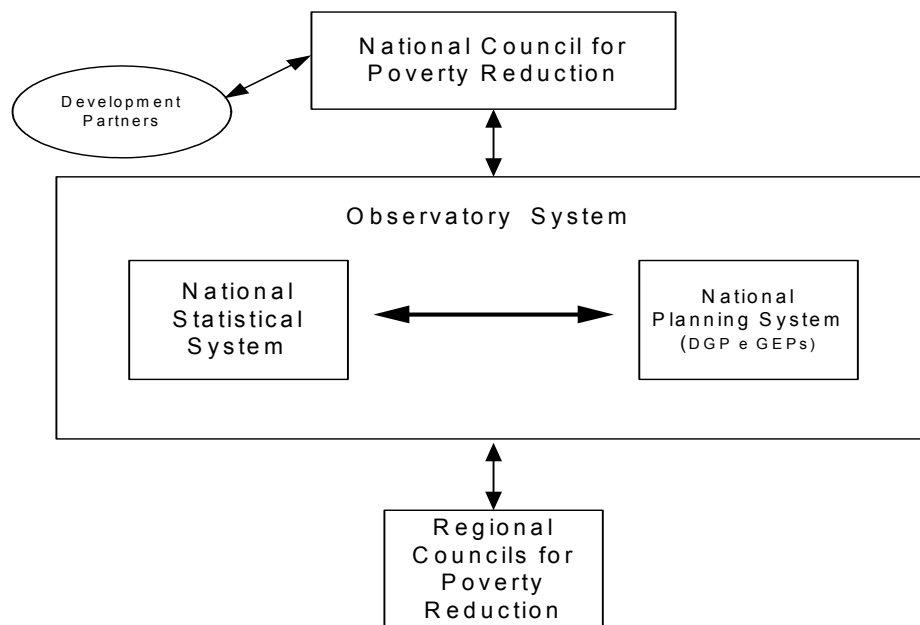 National Council for
Poverty Reduction
Development
Partners
Observatory System
National
Statistical
System
National
Planning System
(DGP e GEPs)
Regional
Councils for
Poverty
Reduction